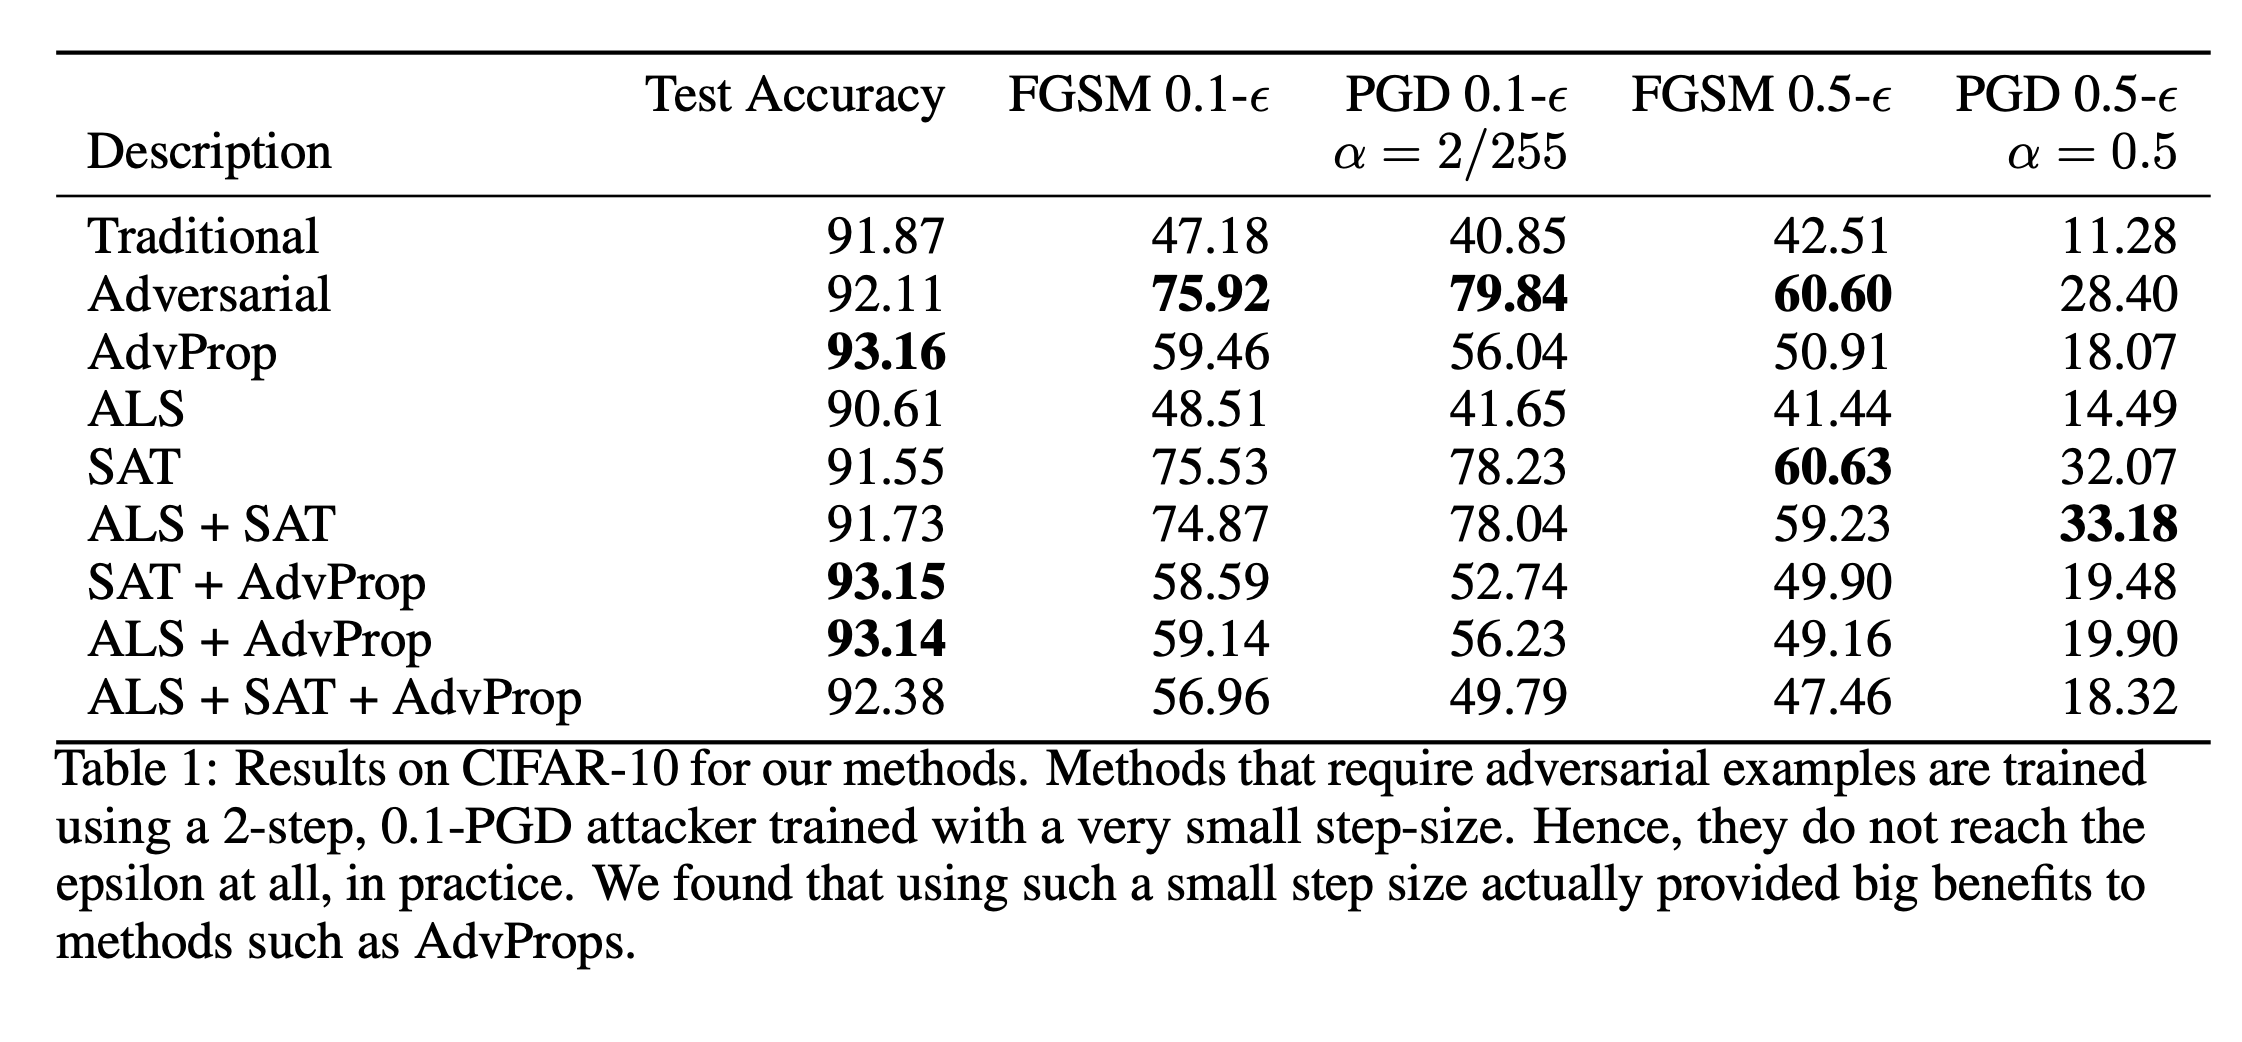 Test Accuracy FGSM 0.1-ϵ PGD 0.1-ϵ FGSM 0.5-ϵ PGD 0.5-ϵ
Description α = 2/255 α = 0.5
Traditional 91.87 47.18 40.85 42.51 11.28
Adversarial 92.11 75.92 79.84 60.60 28.40
AdvProp 93.16 59.46 56.04 50.91 18.07
ALS 90.61 48.51 41.65 41.44 14.49
SAT 91.55 75.53 78.23 60.63 32.07
ALS + SAT 91.73 74.87 78.04 59.23 33.18
SAT + AdvProp 93.15 58.59 52.74 49.90 19.48
ALS + AdvProp 93.14 59.14 56.23 49.16 19.90
ALS + SAT + AdvProp 92.38 56.96 49.79 47.46 18.32
Table 1: Results on CIFAR-10 for our methods. Methods that require adversarial examples are trained
using a 2-step, 0.1-PGD attacker trained with a very small step-size. Hence, they do not reach the
epsilon at all, in practice. We found that using such a small step size actually provided big benefits to
methods such as AdvProps.